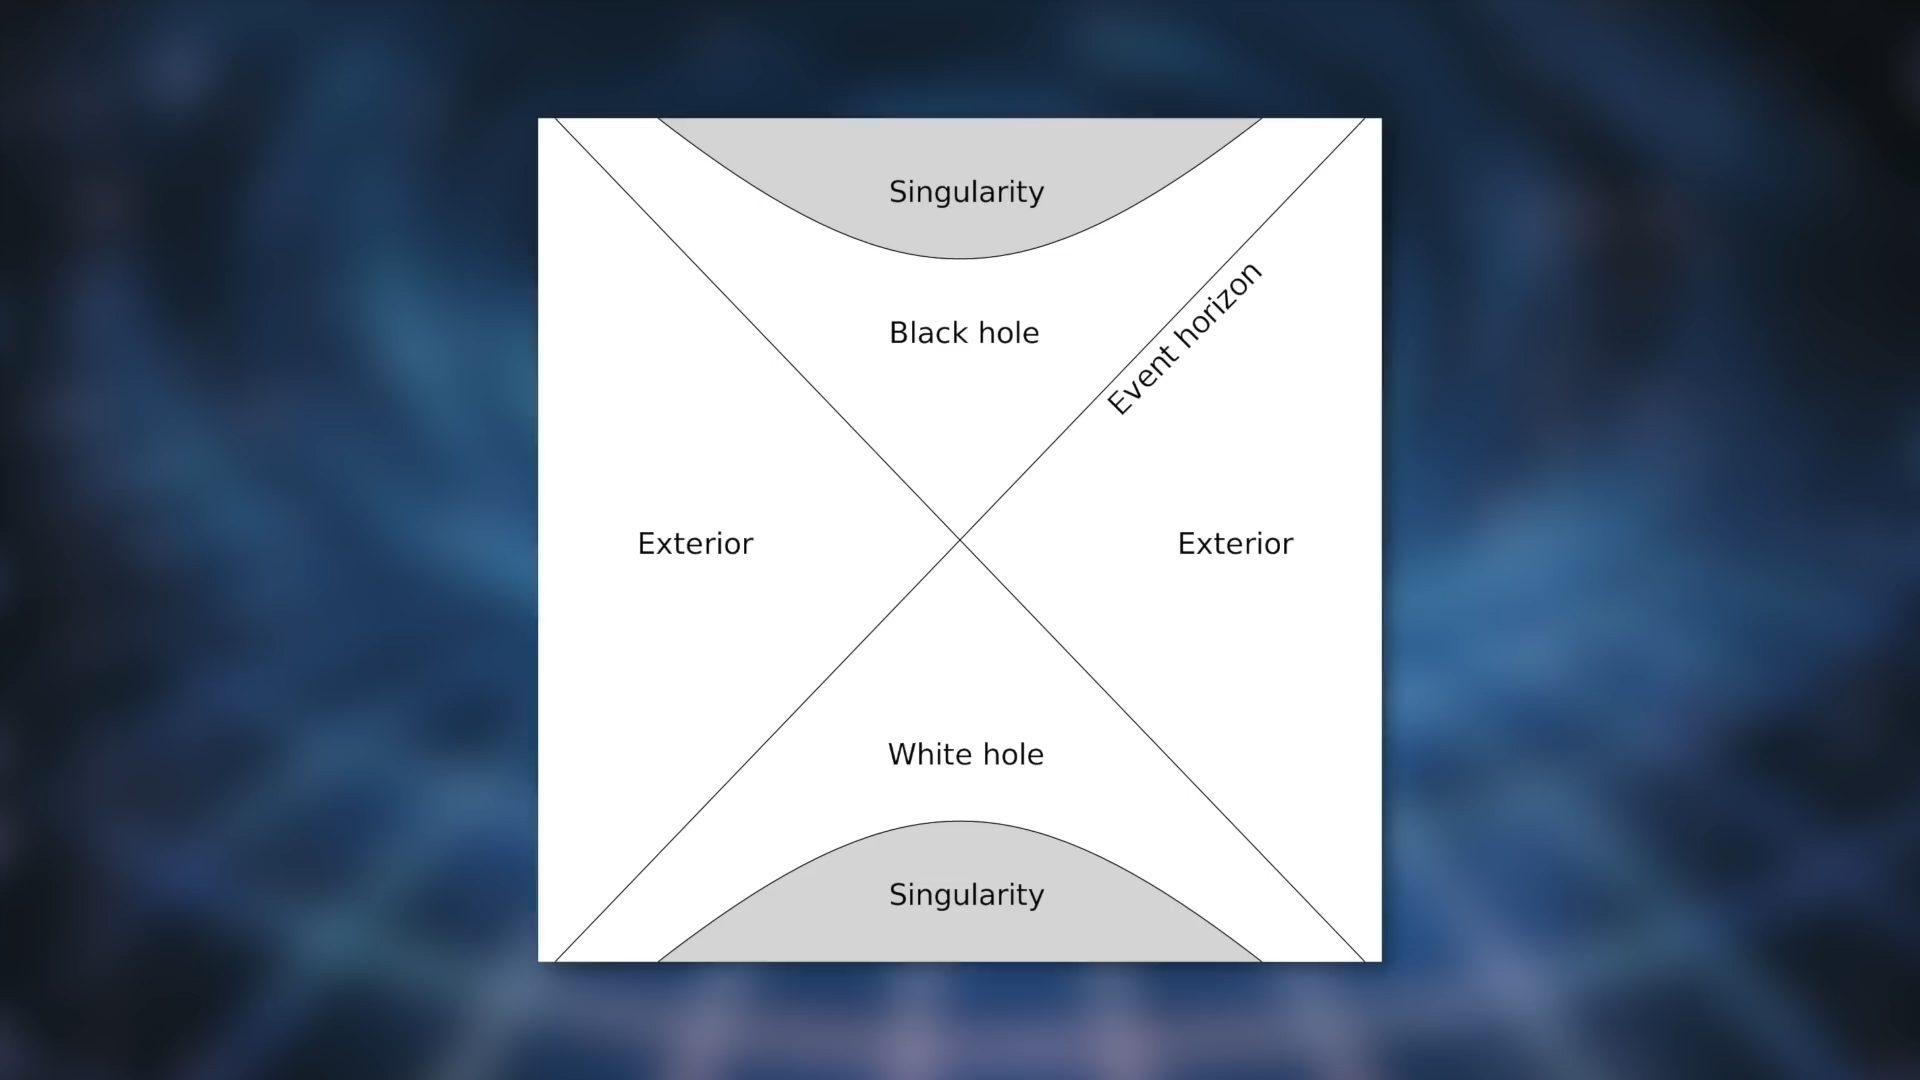 Singularity
Black hole
Event horizon
Exterior
Exterior
White hole
Singularity